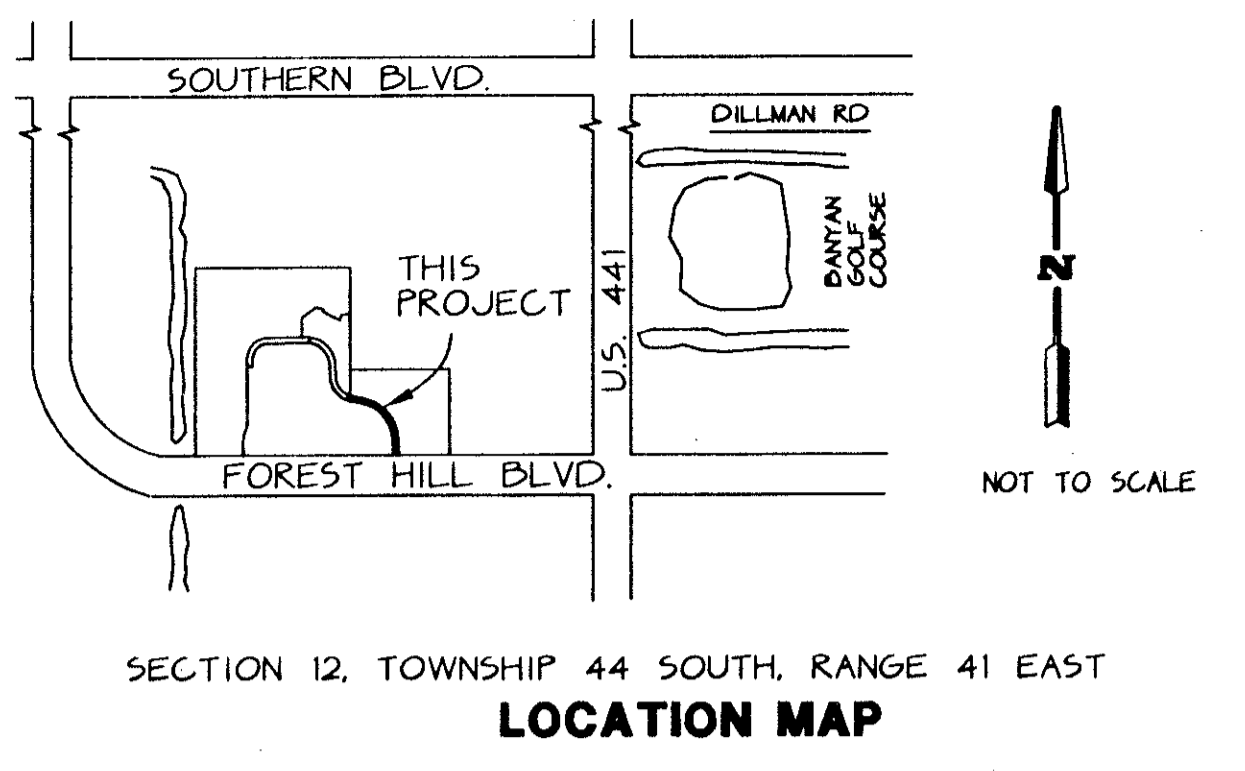 SOUTHERN BLVD.
DILLMAN RD
BANYAN
GOLF
COURSE
THIS
PROJECT
U.S. 441
N
FOREST HILL BLVD.
NOT TO SCALE
SECTION 12, TOWNSHIP 44 SOUTH, RANGE 41 EAST
LOCATION MAP